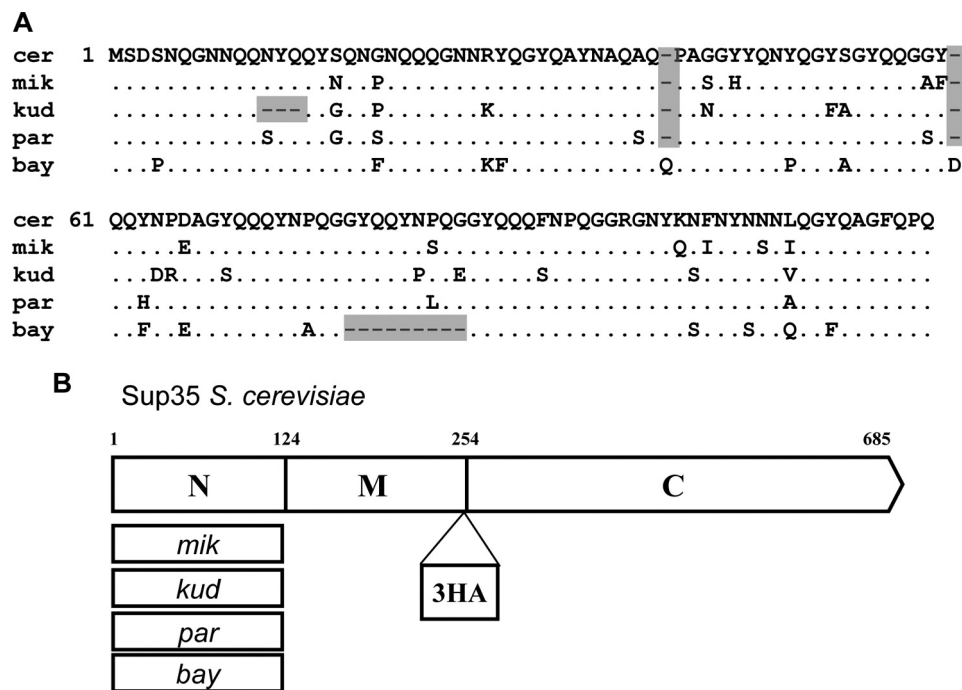 A
cer 1 MSDSNQGNNQQNYQQYSQNGNQQQGNNRYQGYQAYNAQAQ-PAGGYYQNYQGYSGYQQGGY-
mik ................N..P....................-..S.H.............AF-
kud ...........---..G..P.......K............-..N........FA.......-
par ...........S....G..S..................S.-..................S.-
bay ...P...............F.......KF...........Q........P...A.......D
cer 61 QQYNPDAGYQQQYNPQGGYQQYNPQGGYQQQFNPQGGRGNYKNFNYNNNLQGYQAGFQPQ
mik .....E.................S.................Q.I...S.I..........
kud ...DR...S.............P..E.....S..........S......V..........
par ..H....................L.........................A..........
bay ..F..E........A..---------................S...S..Q..F.......
B
Sup35 S. cerevisiae
1 124 254 685
N M C
mik
kud
3HA
par
bay